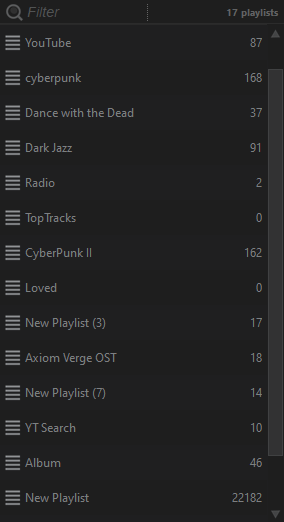 Filter 17 playlists
YouTube 87
cyberpunk 168
Dance with the Dead 37
Dark Jazz 91
Radio 2
TopTracks 0
CyberPunk II 162
Loved 0
New Playlist (3) 17
Axiom Verge OST 18
New Playlist (7) 14
YT Search 10
Album 46
New Playlist 22182